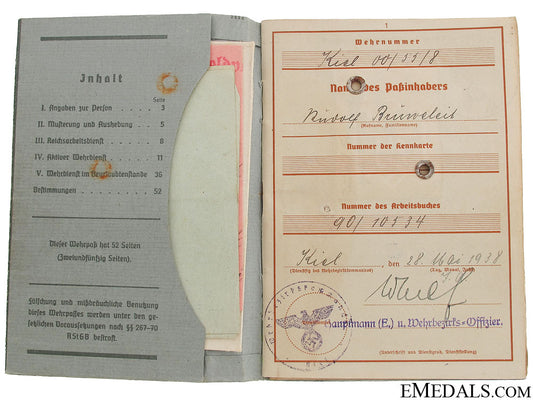 Inhalt
Seite
I. Angaben zur Person . . . . 3
II. Musterung und Aushebung . . 5
III. Reichsarbeitsdienst . . . . 8
IV. Aktiver Wehrdienst . . . . 11
V. Wehrdienst im Beurlaubtenstande 36
Bestimmungen . . . . . 52
Dieser Wehrpaß hat 52 Seiten
(Zweiundfünfzig Seiten).
Fälschung und mißbräuchliche Benutzung
dieses Wehrpasses werden unter den ge-
setzlichen Voraussetzungen nach §§ 267-70
RStGB bestraft.
1
Wehrnummer
Kiel 00/55/8
Name des Paßinhabers
Rudolf
(Rufname, Familienname)
Nummer der Kennkarte
Nummer des Arbeitsbuches
90/10534
Kiel, den 28. Mai 1938
(Dienstsitz des Wehrbezirkskommandos) (Tag, Monat, Jahr)
Hauptmann (E.) u. Wehrbezirks-Offizier.
(Unterschrift und Dienstgrad, Dienststellung)
EMEDALS.COM